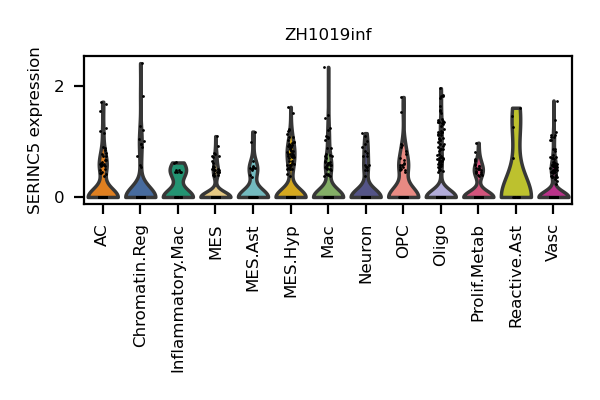 ZH1019inf
SERINC5 expression
2
0
AC
Chromatin.Reg
Inflammatory.Mac
MES
MES.Ast
MES.Hyp
Mac
Neuron
OPC
Oligo
Prolif.Metab
Reactive.Ast
Vasc